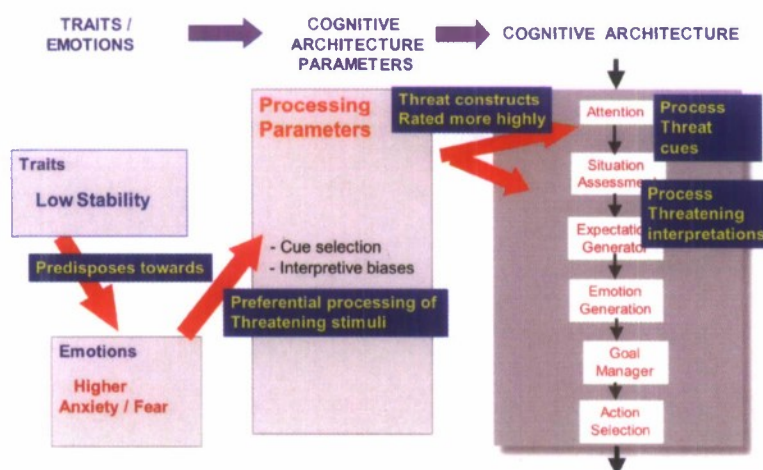 TRAITS /
EMOTIONS
COGNITIVE
ARCHITECTURE
PARAMETERS
COGNITIVE ARCHITECTURE
Traits
Low Stability
Predisposes towards
Emotions
Higher
Anxiety / Fear
Processing
Parameters
- Cue selection
- Interpretive biases
Preferential processing of
Threatening stimuli
Threat constructs
Rated more highly
Attention
Process
Threat
cues
Situation
Assessment
Process
Threatening
interpretations
Expectation
Generator
Emotion
Generation
Goal
Manager
Action
Selection